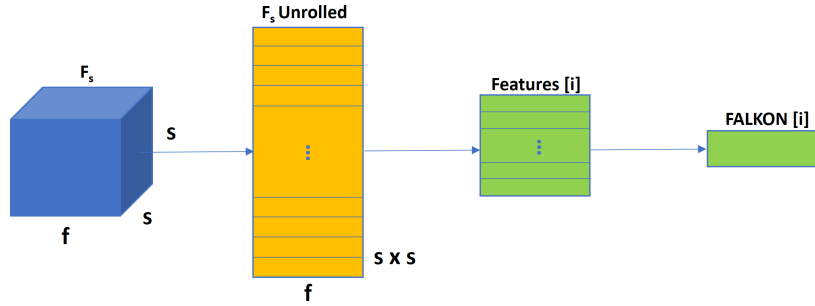 Fₛ
s
s
f
Fₛ Unrolled
s x s
f
Features [i]
FALKON [i]